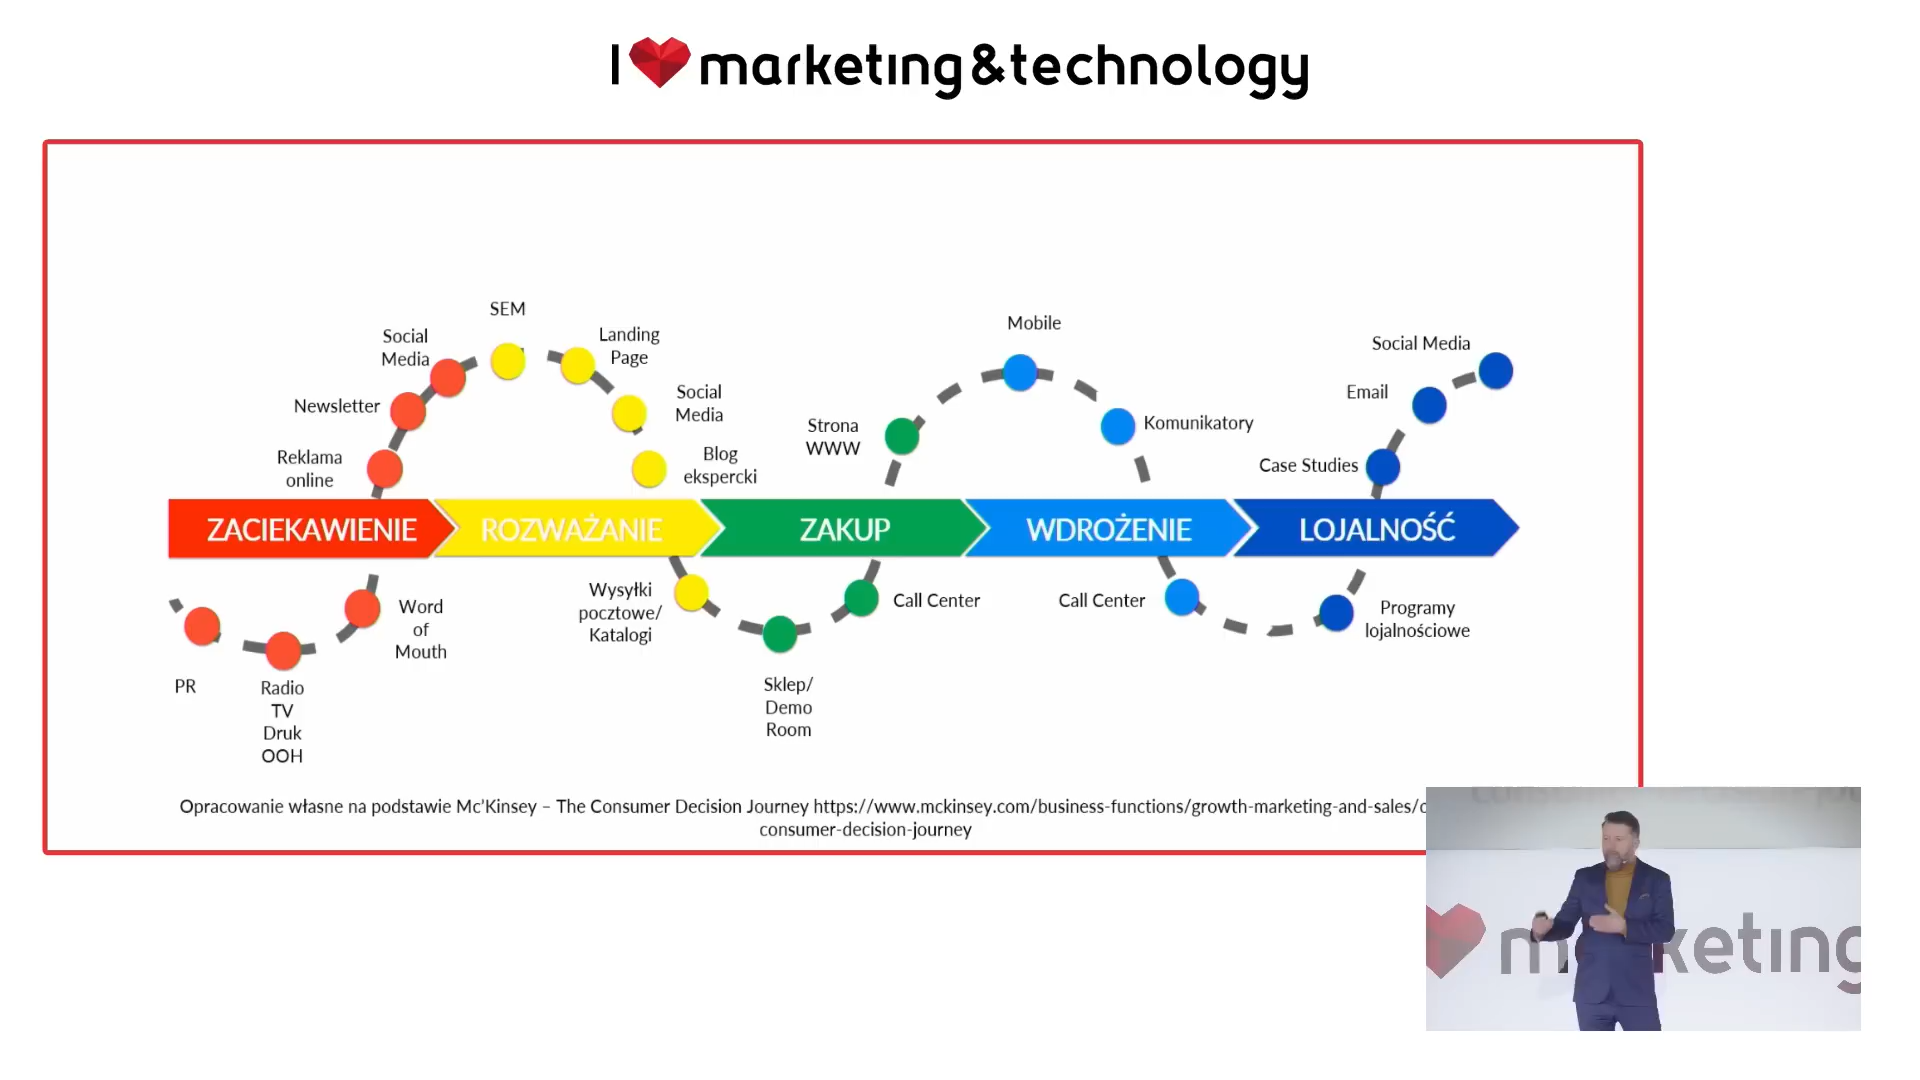 I marketing&technology
SEM
Social
Media
Landing
Page
Newsletter
Social
Media
Reklama
online
Blog
ekspercki
Strona
WWW
Mobile
Komunikatory
Social Media
Email
Case Studies
ZACIEKAWIENIE
ROZWAŻANIE
ZAKUP
WDROŻENIE
LOJALNOŚĆ
PR
Radio
TV
Druk
OOH
Word
of
Mouth
Wysyłki
pocztowe/
Katalogi
Sklep/
Demo
Room
Call Center
Call Center
Programy
lojalnościowe
Opracowanie własne na podstawie Mc'Kinsey – The Consumer Decision Journey https://www.mckinsey.com/business-functions/growth-marketing-and-sales/
consumer-decision-journey
marketing